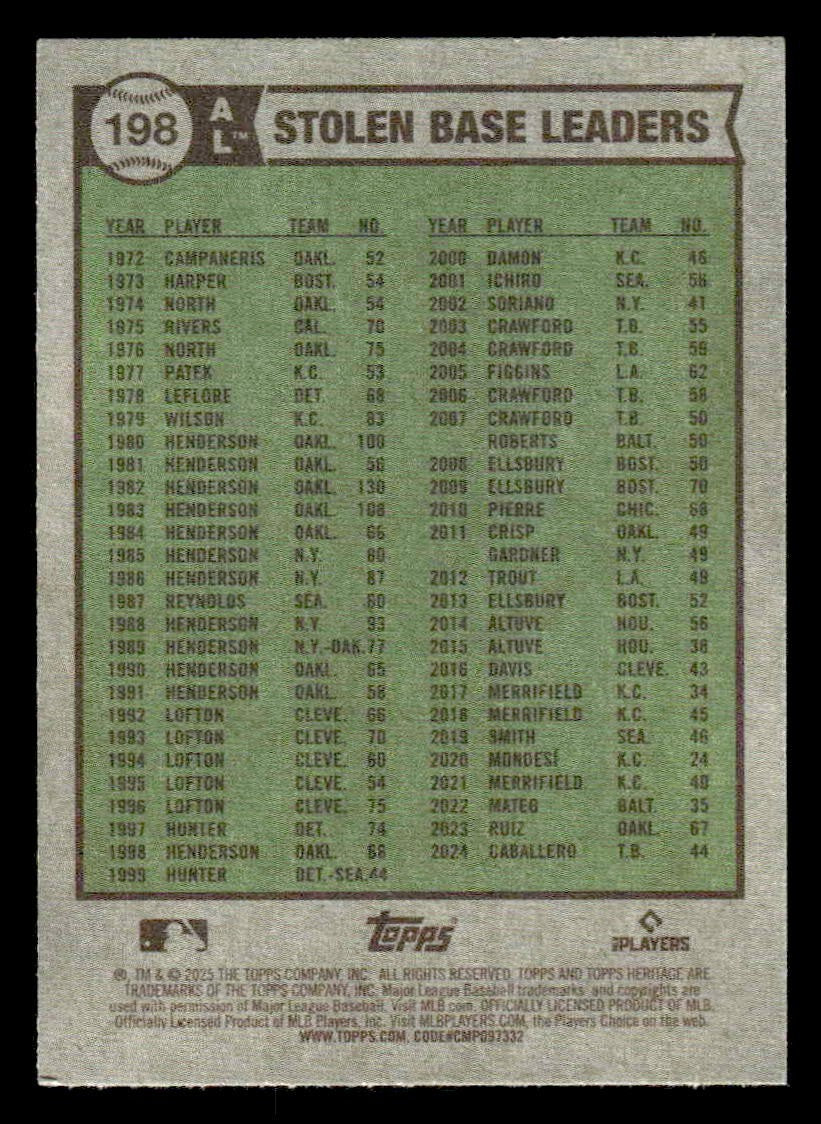 198 AL™ STOLEN BASE LEADERS
YEAR PLAYER TEAM NO.
1972 CAMPANERIS OAKL. 52
1973 HARPER BOST. 54
1974 NORTH OAKL. 54
1975 RIVERS CAL. 70
1976 NORTH OAKL. 75
1977 PATEK K.C. 53
1978 LEFLORE DET. 68
1979 WILSON K.C. 83
1980 HENDERSON OAKL. 100
1981 HENDERSON OAKL. 56
1982 HENDERSON OAKL. 130
1983 HENDERSON OAKL. 108
1984 HENDERSON OAKL. 66
1985 HENDERSON N.Y. 80
1986 HENDERSON N.Y. 87
1987 REYNOLDS SEA. 60
1988 HENDERSON N.Y. 93
1989 HENDERSON N.Y.-OAK. 77
1990 HENDERSON OAKL. 65
1991 HENDERSON OAKL. 58
1992 LOFTON CLEVE. 66
1993 LOFTON CLEVE. 70
1994 LOFTON CLEVE. 60
1995 LOFTON CLEVE. 54
1996 LOFTON CLEVE. 75
1997 HUNTER DET. 74
1998 HENDERSON OAKL. 66
1999 HUNTER DET.-SEA. 44
YEAR PLAYER TEAM NO.
2000 DAMON K.C. 46
2001 ICHIRO SEA. 56
2002 SORIANO N.Y. 41
2003 CRAWFORD T.B. 55
2004 CRAWFORD T.B. 59
2005 FIGGINS L.A. 62
2006 CRAWFORD T.B. 58
2007 CRAWFORD T.B. 50
ROBERTS BALT. 50
2008 ELLSBURY BOST. 50
2009 ELLSBURY BOST. 70
2010 PIERRE CHIC. 68
2011 CRISP OAKL. 49
GARDNER N.Y. 49
2012 TROUT L.A. 49
2013 ELLSBURY BOST. 52
2014 ALTUVE HOU. 56
2015 ALTUVE HOU. 38
2016 DAVIS CLEVE. 43
2017 MERRIFIELD K.C. 34
2018 MERRIFIELD K.C. 45
2019 SMITH SEA. 46
2020 MONDESÍ K.C. 24
2021 MERRIFIELD K.C. 40
2022 MATEO BALT. 35
2023 RUIZ OAKL. 67
2024 CABALLERO T.B. 44
Topps
MLB PLAYERS
®, TM & © 2025 THE TOPPS COMPANY, INC. ALL RIGHTS RESERVED. TOPPS AND TOPPS HERITAGE ARE
TRADEMARKS OF THE TOPPS COMPANY, INC. Major League Baseball trademarks and copyrights are
used with permission of Major League Baseball. Visit MLB.com. OFFICIALLY LICENSED PRODUCT OF MLB
Officially Licensed Product of MLB Players, Inc. Visit MLBPLAYERS.COM, the Players Choice on the web.
WWW.TOPPS.COM. CODE#CMP097332